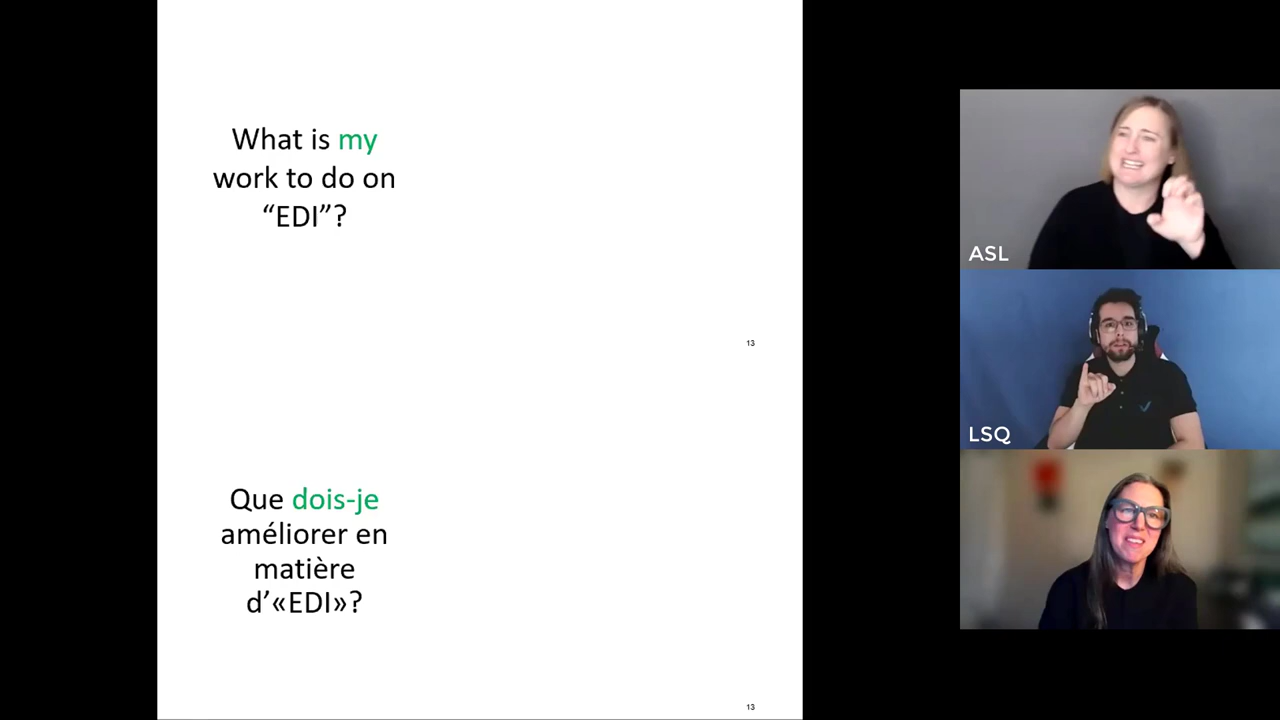 What is my
work to do on
“EDI”?
13
Que dois-je
améliorer en
matière
d’«EDI»?
13
ASL
LSQ